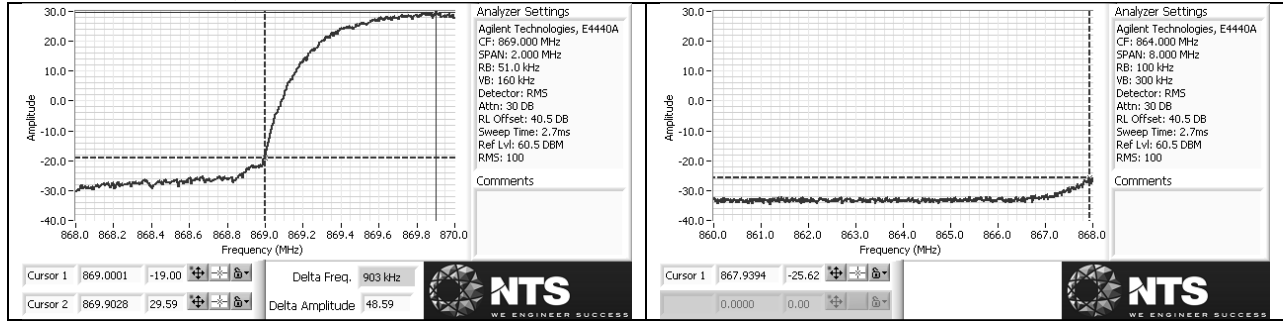 30.0
20.0
10.0
0.0
-10.0
-20.0
-30.0
-40.0
Amplitude
868.0 868.2 868.4 868.6 868.8 869.0 869.2 869.4 869.6 869.8 870.0
Frequency (MHz)
Analyzer Settings
Agilent Technologies, E4440A
CF: 869.000 MHz
SPAN: 2.000 MHz
RB: 51.0 kHz
VB: 160 kHz
Detector: RMS
Attn: 30 DB
RL Offset: 40.5 DB
Sweep Time: 2.7ms
Ref Lvl: 60.5 DBM
RMS: 100
Comments
Cursor 1 869.0001 -19.00
Cursor 2 869.9028 29.59
Delta Freq. 903 kHz
Delta Amplitude 48.59
NTS
WE ENGINEER SUCCESS
30.0
20.0
10.0
0.0
-10.0
-20.0
-30.0
-40.0
Amplitude
860.0 861.0 862.0 863.0 864.0 865.0 866.0 867.0 868.0
Frequency (MHz)
Analyzer Settings
Agilent Technologies, E4440A
CF: 864.000 MHz
SPAN: 8.000 MHz
RB: 100 kHz
VB: 300 kHz
Detector: RMS
Attn: 30 DB
RL Offset: 40.5 DB
Sweep Time: 2.7ms
Ref Lvl: 60.5 DBM
RMS: 100
Comments
Cursor 1 867.9394 -25.62
0.0000 0.00
NTS
WE ENGINEER SUCCESS